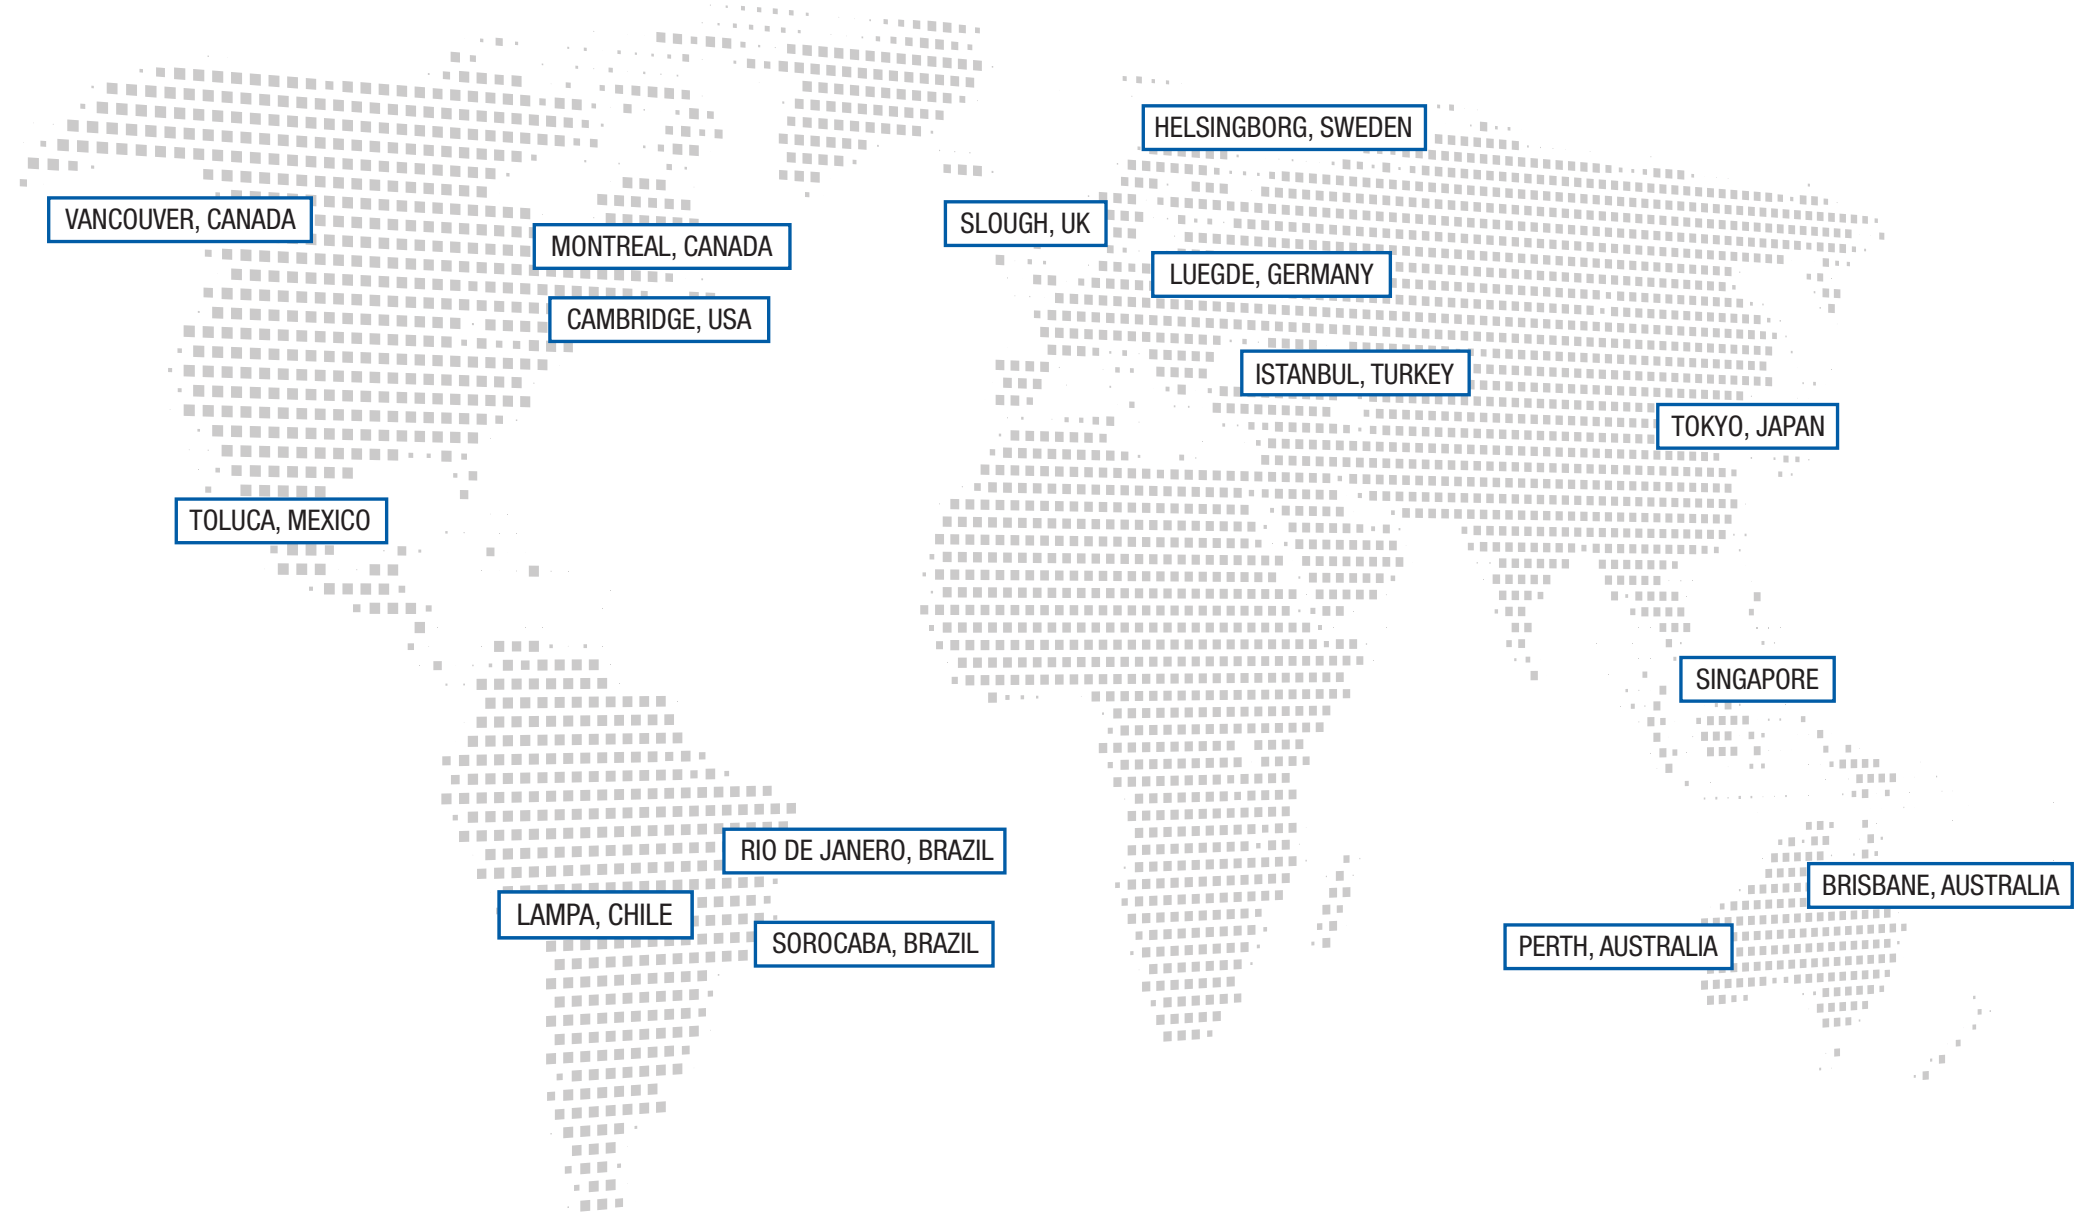 HELSINGBORG, SWEDEN
VANCOUVER, CANADA
SLOUGH, UK
MONTREAL, CANADA
LUEGDE, GERMANY
CAMBRIDGE, USA
ISTANBUL, TURKEY
TOKYO, JAPAN
TOLUCA, MEXICO
SINGAPORE
RIO DE JANERO, BRAZIL
BRISBANE, AUSTRALIA
LAMPA, CHILE
SOROCABA, BRAZIL
PERTH, AUSTRALIA